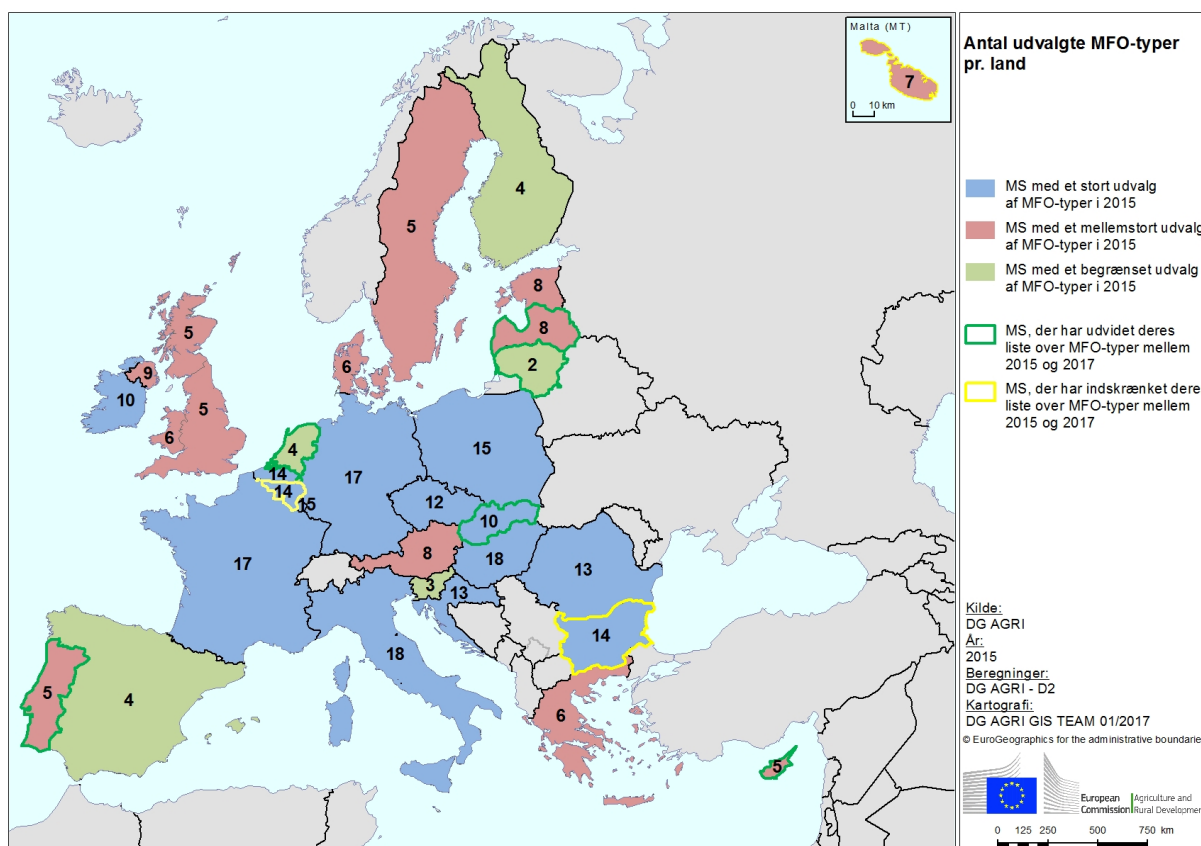 Malta (MT)
7
0 10 km
4
5
8
8
2
5
9
10
5
6
6
4
14
14
15
17
15
12
10
17
8
18
3
13
13
14
18
5
4
6
5
Antal udvalgte MFO-typer
pr. land
MS med et stort udvalg
af MFO-typer i 2015
MS med et mellemstort udvalg
af MFO-typer i 2015
MS med et begrænset udvalg
af MFO-typer i 2015
MS, der har udvidet deres
liste over MFO-typer mellem
2015 og 2017
MS, der har indskrænket dere
liste over MFO-typer mellem
2015 og 2017
Kilde:
DG AGRI
År:
2015
Beregninger:
DG AGRI - D2
Kartografi:
DG AGRI GIS TEAM 01/2017
© EuroGeographics for the administrative boundarie
European
Commission
Agriculture and
Rural Developmen
0 125 250 500 750 km